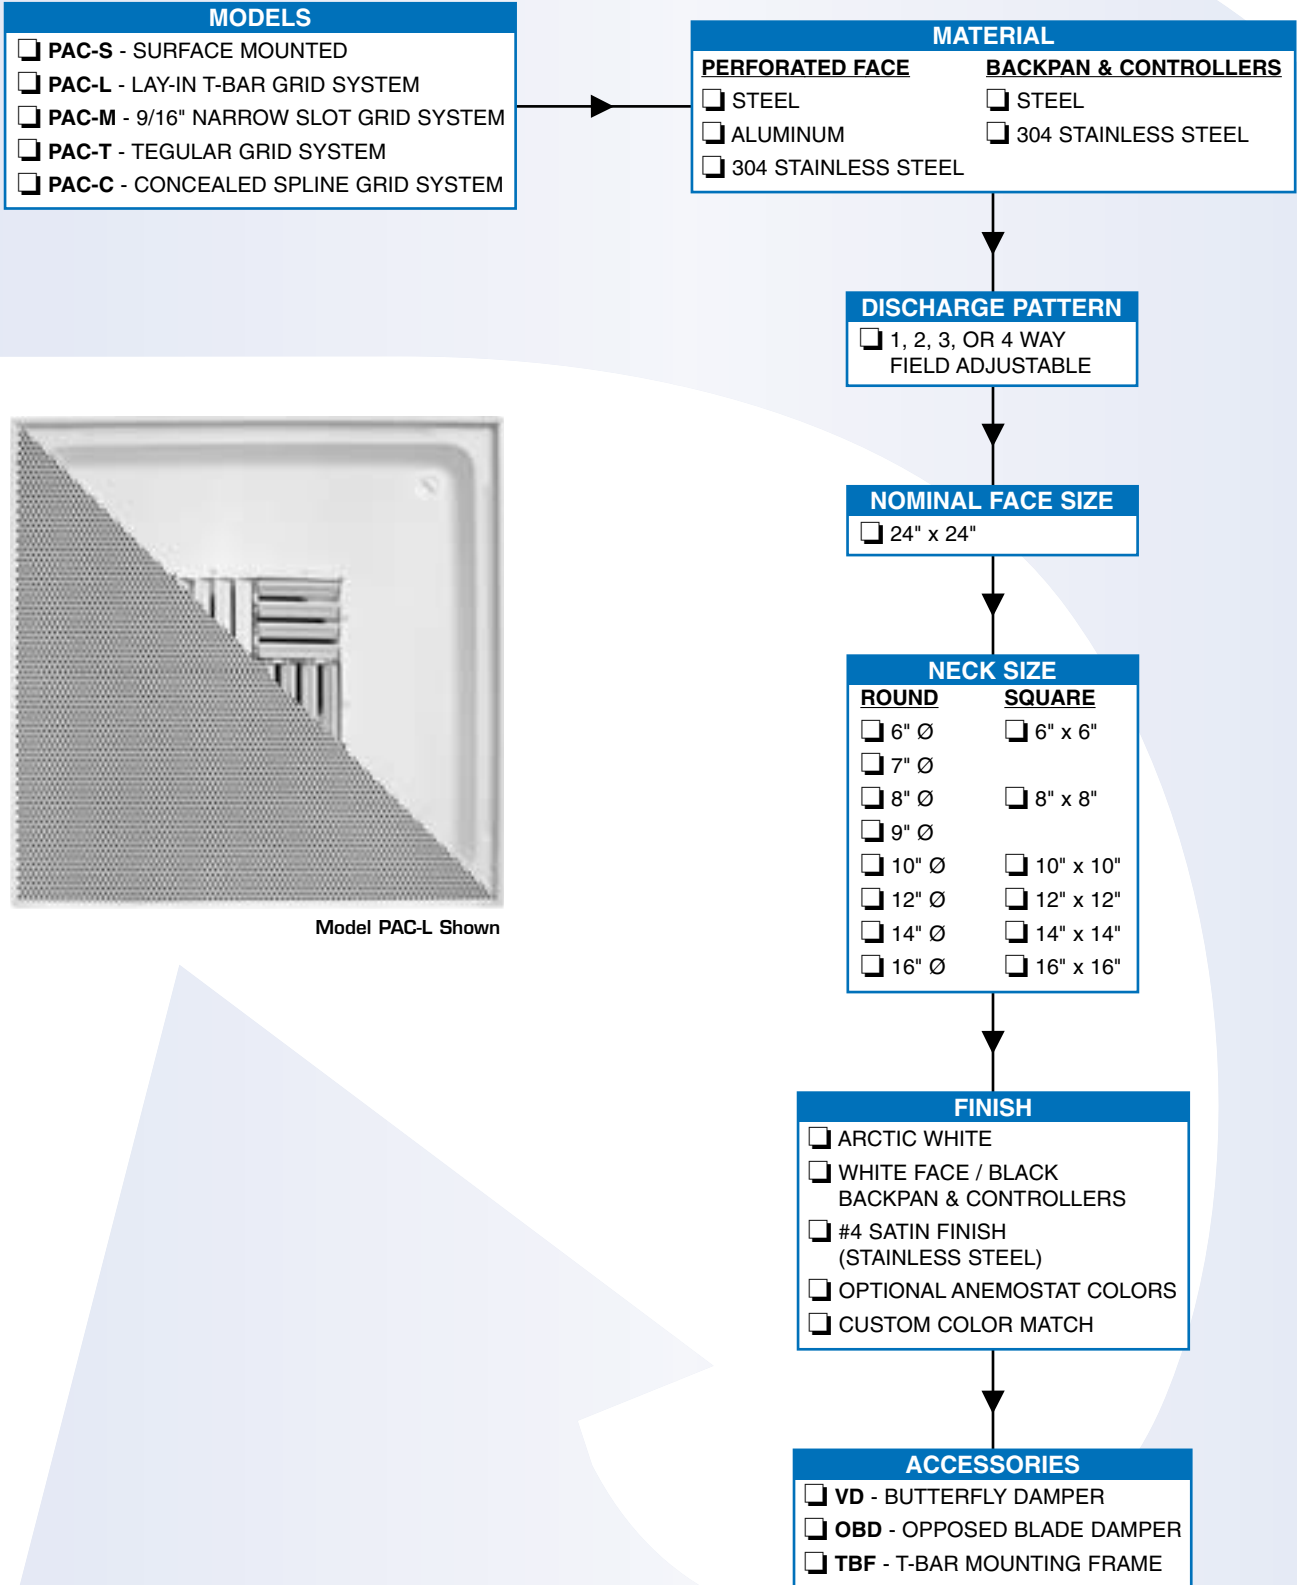 MODELS
PAC-S - SURFACE MOUNTED
PAC-L - LAY-IN T-BAR GRID SYSTEM
PAC-M - 9/16" NARROW SLOT GRID SYSTEM
PAC-T - TEGULAR GRID SYSTEM
PAC-C - CONCEALED SPLINE GRID SYSTEM
MATERIAL
PERFORATED FACE
STEEL
ALUMINUM
304 STAINLESS STEEL
BACKPAN & CONTROLLERS
STEEL
304 STAINLESS STEEL
DISCHARGE PATTERN
1, 2, 3, OR 4 WAY
FIELD ADJUSTABLE
Model PAC-L Shown
NOMINAL FACE SIZE
24" x 24"
NECK SIZE
ROUND SQUARE
6" Ø 6" x 6"
7" Ø
8" Ø 8" x 8"
9" Ø
10" Ø 10" x 10"
12" Ø 12" x 12"
14" Ø 14" x 14"
16" Ø 16" x 16"
FINISH
ARCTIC WHITE
WHITE FACE / BLACK
BACKPAN & CONTROLLERS
#4 SATIN FINISH
(STAINLESS STEEL)
OPTIONAL ANEMOSTAT COLORS
CUSTOM COLOR MATCH
ACCESSORIES
VD - BUTTERFLY DAMPER
OBD - OPPOSED BLADE DAMPER
TBF - T-BAR MOUNTING FRAME